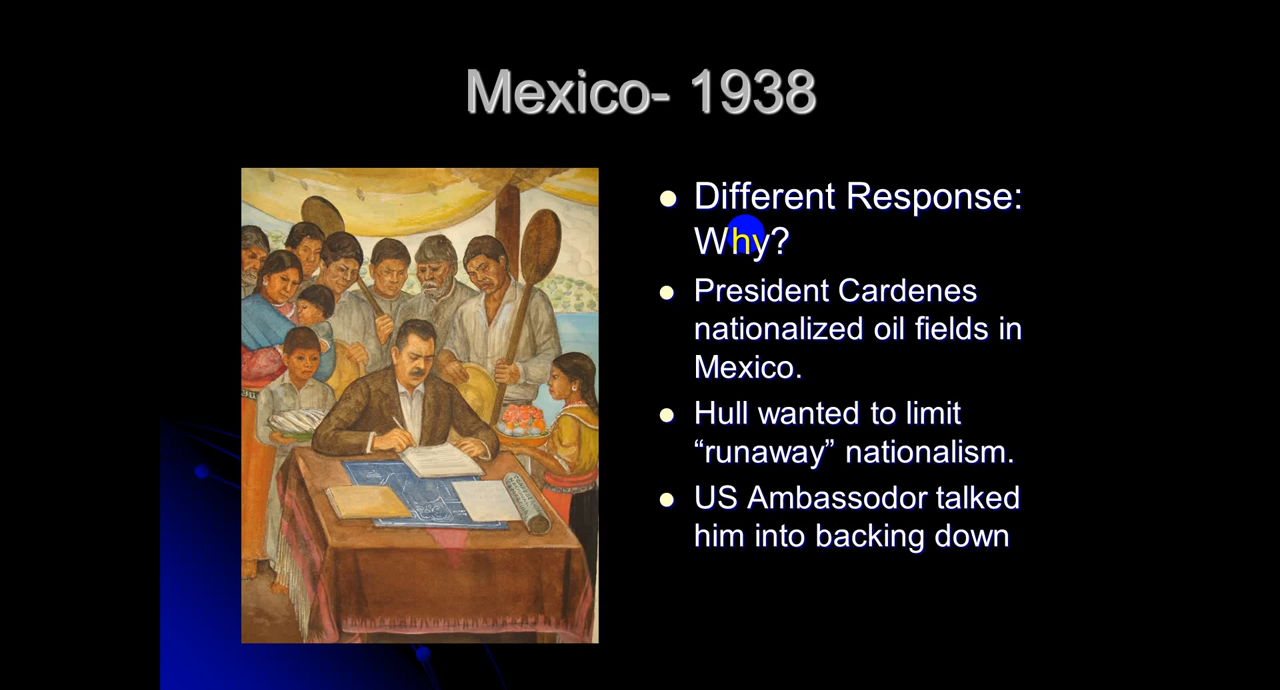 Mexico- 1938
Different Response:
Why?
President Cardenes
nationalized oil fields in
Mexico.
Hull wanted to limit
“runaway” nationalism.
US Ambassodor talked
him into backing down